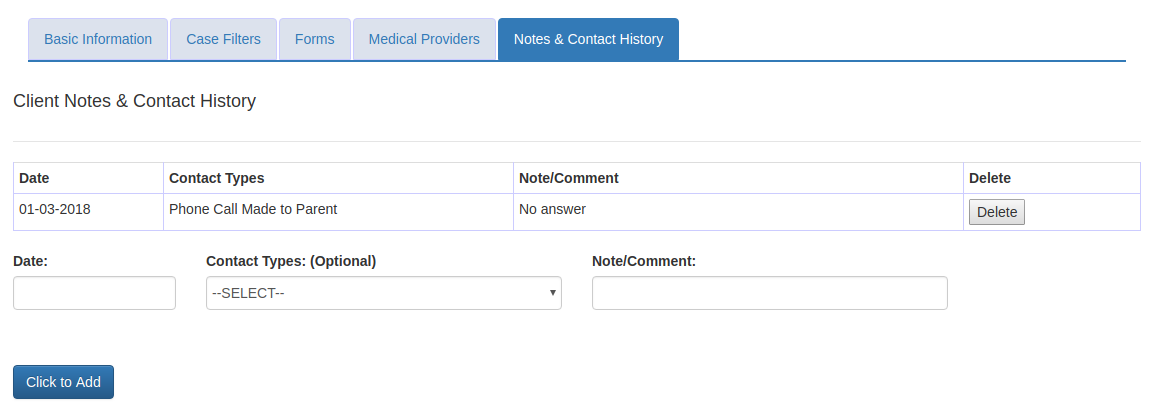 Basic Information Case Filters Forms Medical Providers Notes & Contact History
Client Notes & Contact History
Date Contact Types Note/Comment Delete
01-03-2018 Phone Call Made to Parent No answer Delete
Date: Contact Types: (Optional) Note/Comment:
--SELECT--
Click to Add